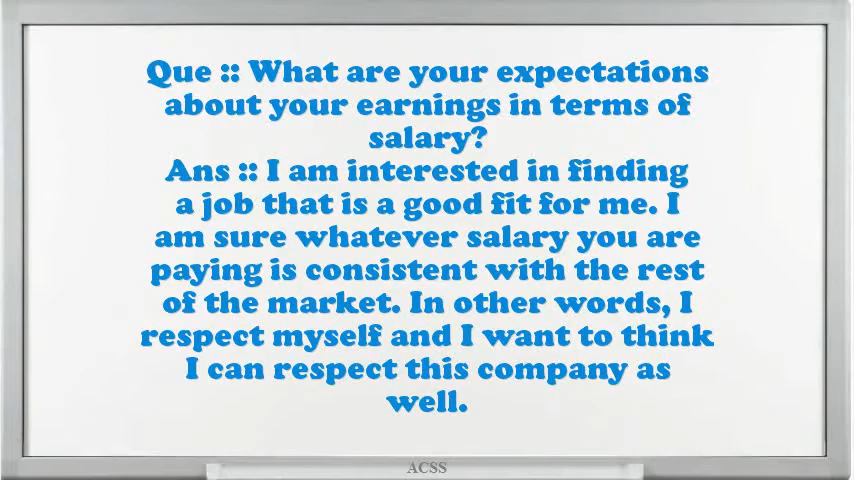 Que :: What are your expectations
about your earnings in terms of
salary?
Ans :: I am interested in finding
a job that is a good fit for me. I
am sure whatever salary you are
paying is consistent with the rest
of the market. In other words, I
respect myself and I want to think
I can respect this company as
well.
ACSS